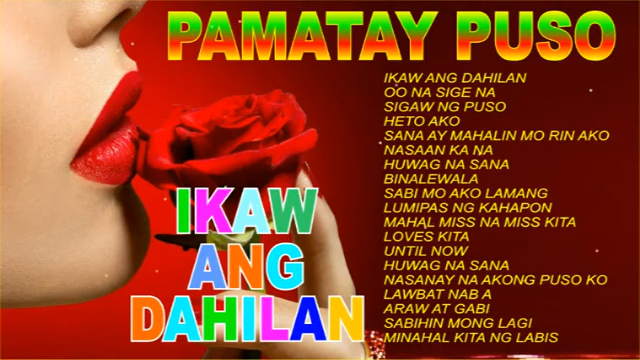 PAMATAY PUSO
IKAW
ANG
DAHILAN
IKAW ANG DAHILAN
OO NA SIGE NA
SIGAW NG PUSO
HETO AKO
SANA AY MAHALIN MO RIN AKO
NASAAN KA NA
HUWAG NA SANA
BINALEWALA
SABI MO AKO LAMANG
LUMIPAS NG KAHAPON
MAHAL MISS NA MISS KITA
LOVES KITA
UNTIL NOW
HUWAG NA SANA
NASANAY NA AKONG PUSO KO
LAWBAT NAB A
ARAW AT GABI
SABIHIN MONG LAGI
MINAHAL KITA NG LABIS